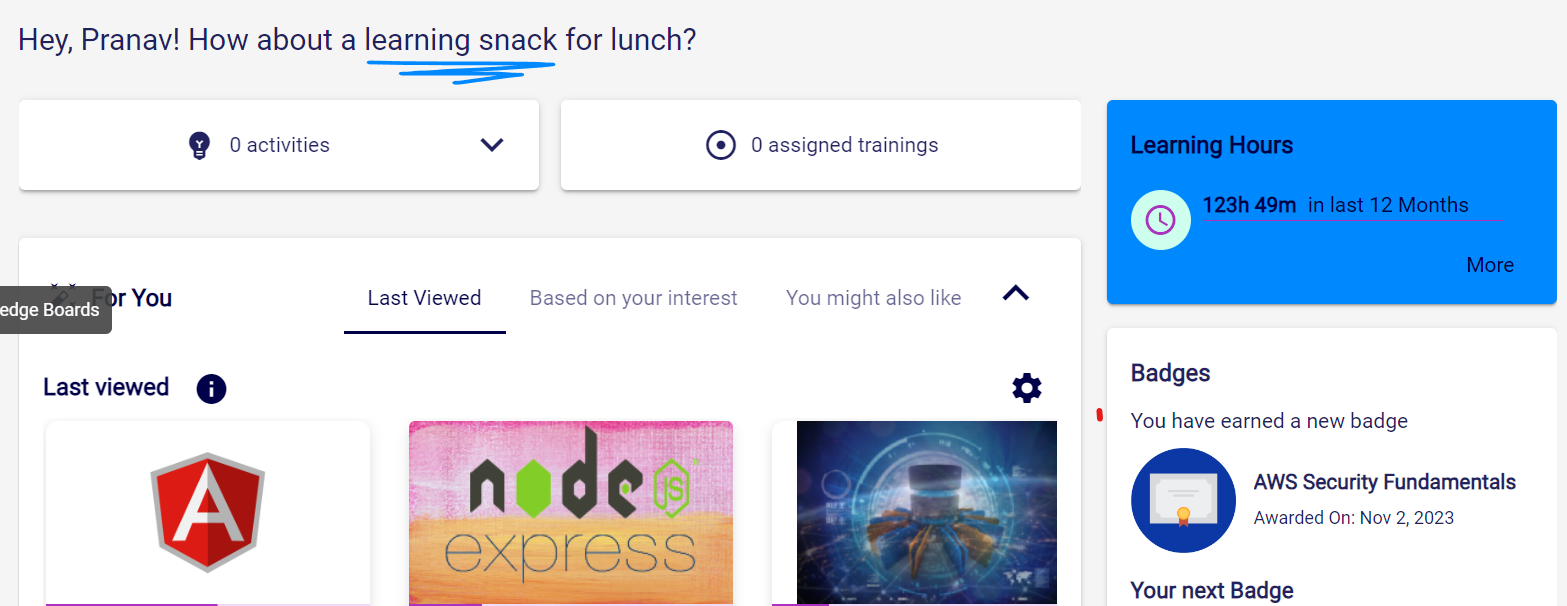 Hey, Pranav! How about a learning snack for lunch?
0 activities
0 assigned trainings
Learning Hours
123h 49m in last 12 Months
More
For You
edge Boards
Last Viewed
Based on your interest
You might also like
Last viewed
node
JS
express
Badges
You have earned a new badge
AWS Security Fundamentals
Awarded On: Nov 2, 2023
Your next Badge